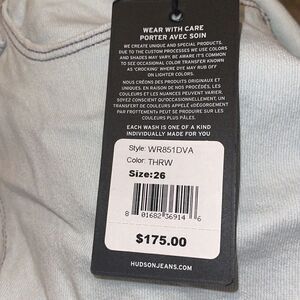 WEAR WITH CARE
PORTER AVEC SOIN
WE CREATE UNIQUE AND SPECIAL PRODUCTS.
DUE TO THE CUSTOM PROCESSES WE USE COLORS
AND SHADES MAY VARY. BE AWARE IT'S COMMON
TO SEE OCCASIONAL COLOR TRANSFER KNOWN
AS 'CROCKING' WHERE DYE MAY RUB OFF
ON LIGHTER COLORS.
NOUS CRÉONS DES PRODUITS ORIGINAUX ET
UNIQUES. EN RAISON DE NOS PROCÉDÉS, LES
COULEURS ET LES NUANCES PEUVENT VARIER.
SOYEZ CONSCIENT QU'OCCASIONNELLEMENT, UN
TRANSFERT DE COULEURS APPELÉ «DÉGORGEMENT
PAR FROTTEMENT» PEUT SE PRODUIRE SUR LES
COULEURS PLUS PÂLES.
EACH WASH IS ONE OF A KIND
INDIVIDUALLY MADE FOR YOU
Style: WR851DVA
Color: THRW
Size:26
8 01682 36914 6
$175.00
HUDSONJEANS.COM